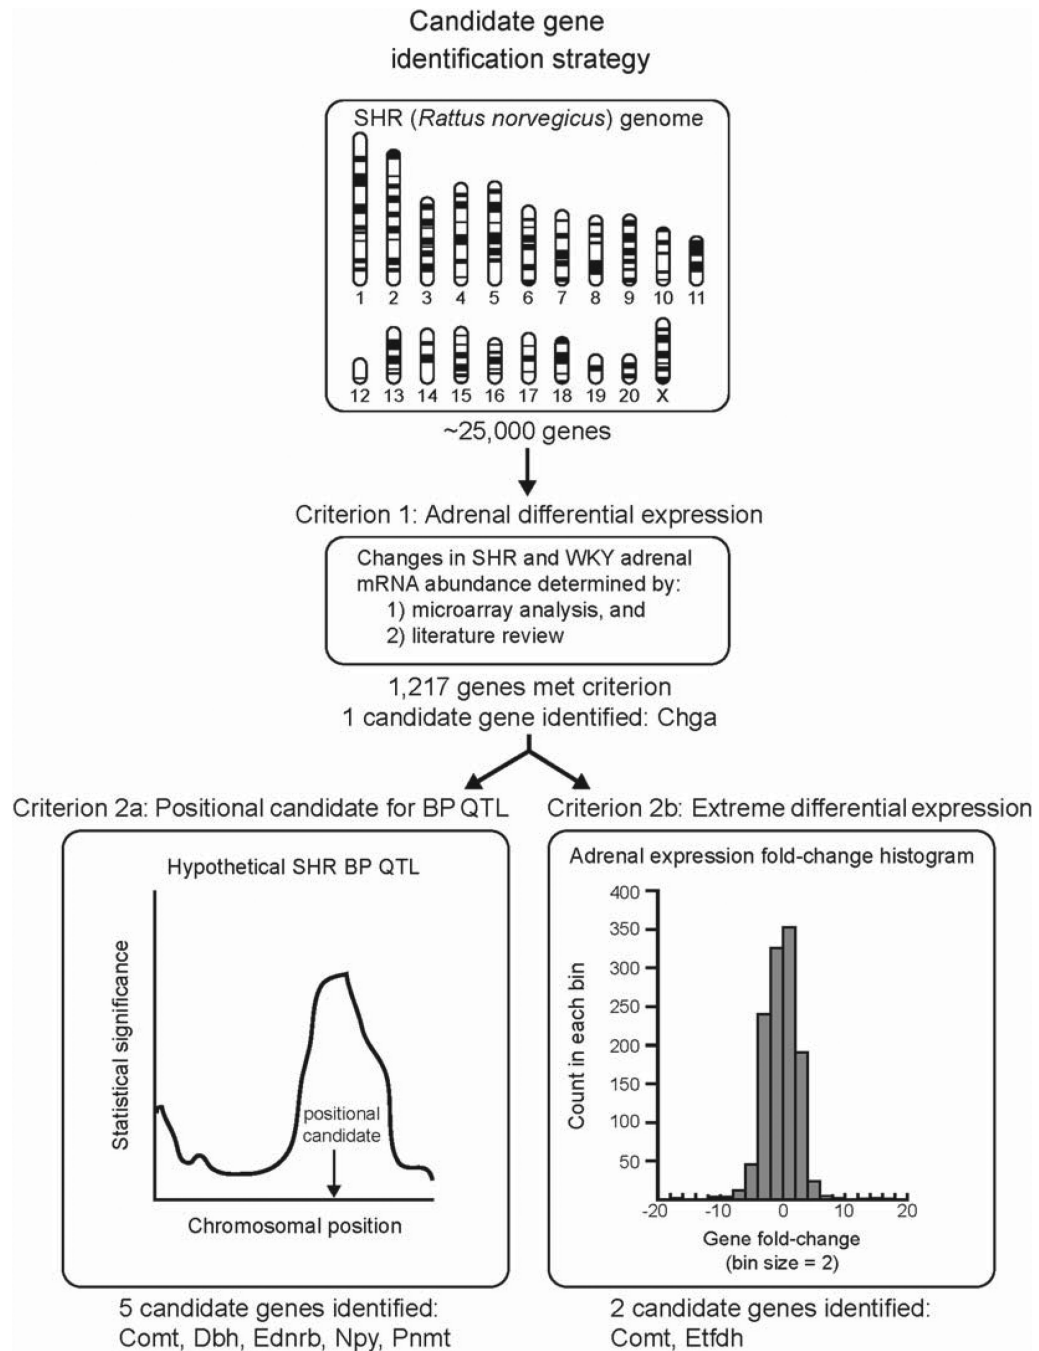 Candidate gene
identification strategy
SHR (Rattus norvegicus) genome
1 2 3 4 5 6 7 8 9 10 11
12 13 14 15 16 17 18 19 20 X
~25,000 genes
Criterion 1: Adrenal differential expression
Changes in SHR and WKY adrenal
mRNA abundance determined by:
1) microarray analysis, and
2) literature review
1,217 genes met criterion
1 candidate gene identified: Chga
Criterion 2a: Positional candidate for BP QTL
Hypothetical SHR BP QTL
Statistical significance
positional
candidate
Chromosomal position
5 candidate genes identified:
Comt, Dbh, Ednrb, Npy, Pnmt
Criterion 2b: Extreme differential expression
Adrenal expression fold-change histogram
Count in each bin
400
350
300
250
200
150
100
50
-20 -10 0 10 20
Gene fold-change
(bin size = 2)
2 candidate genes identified:
Comt, Etfdh